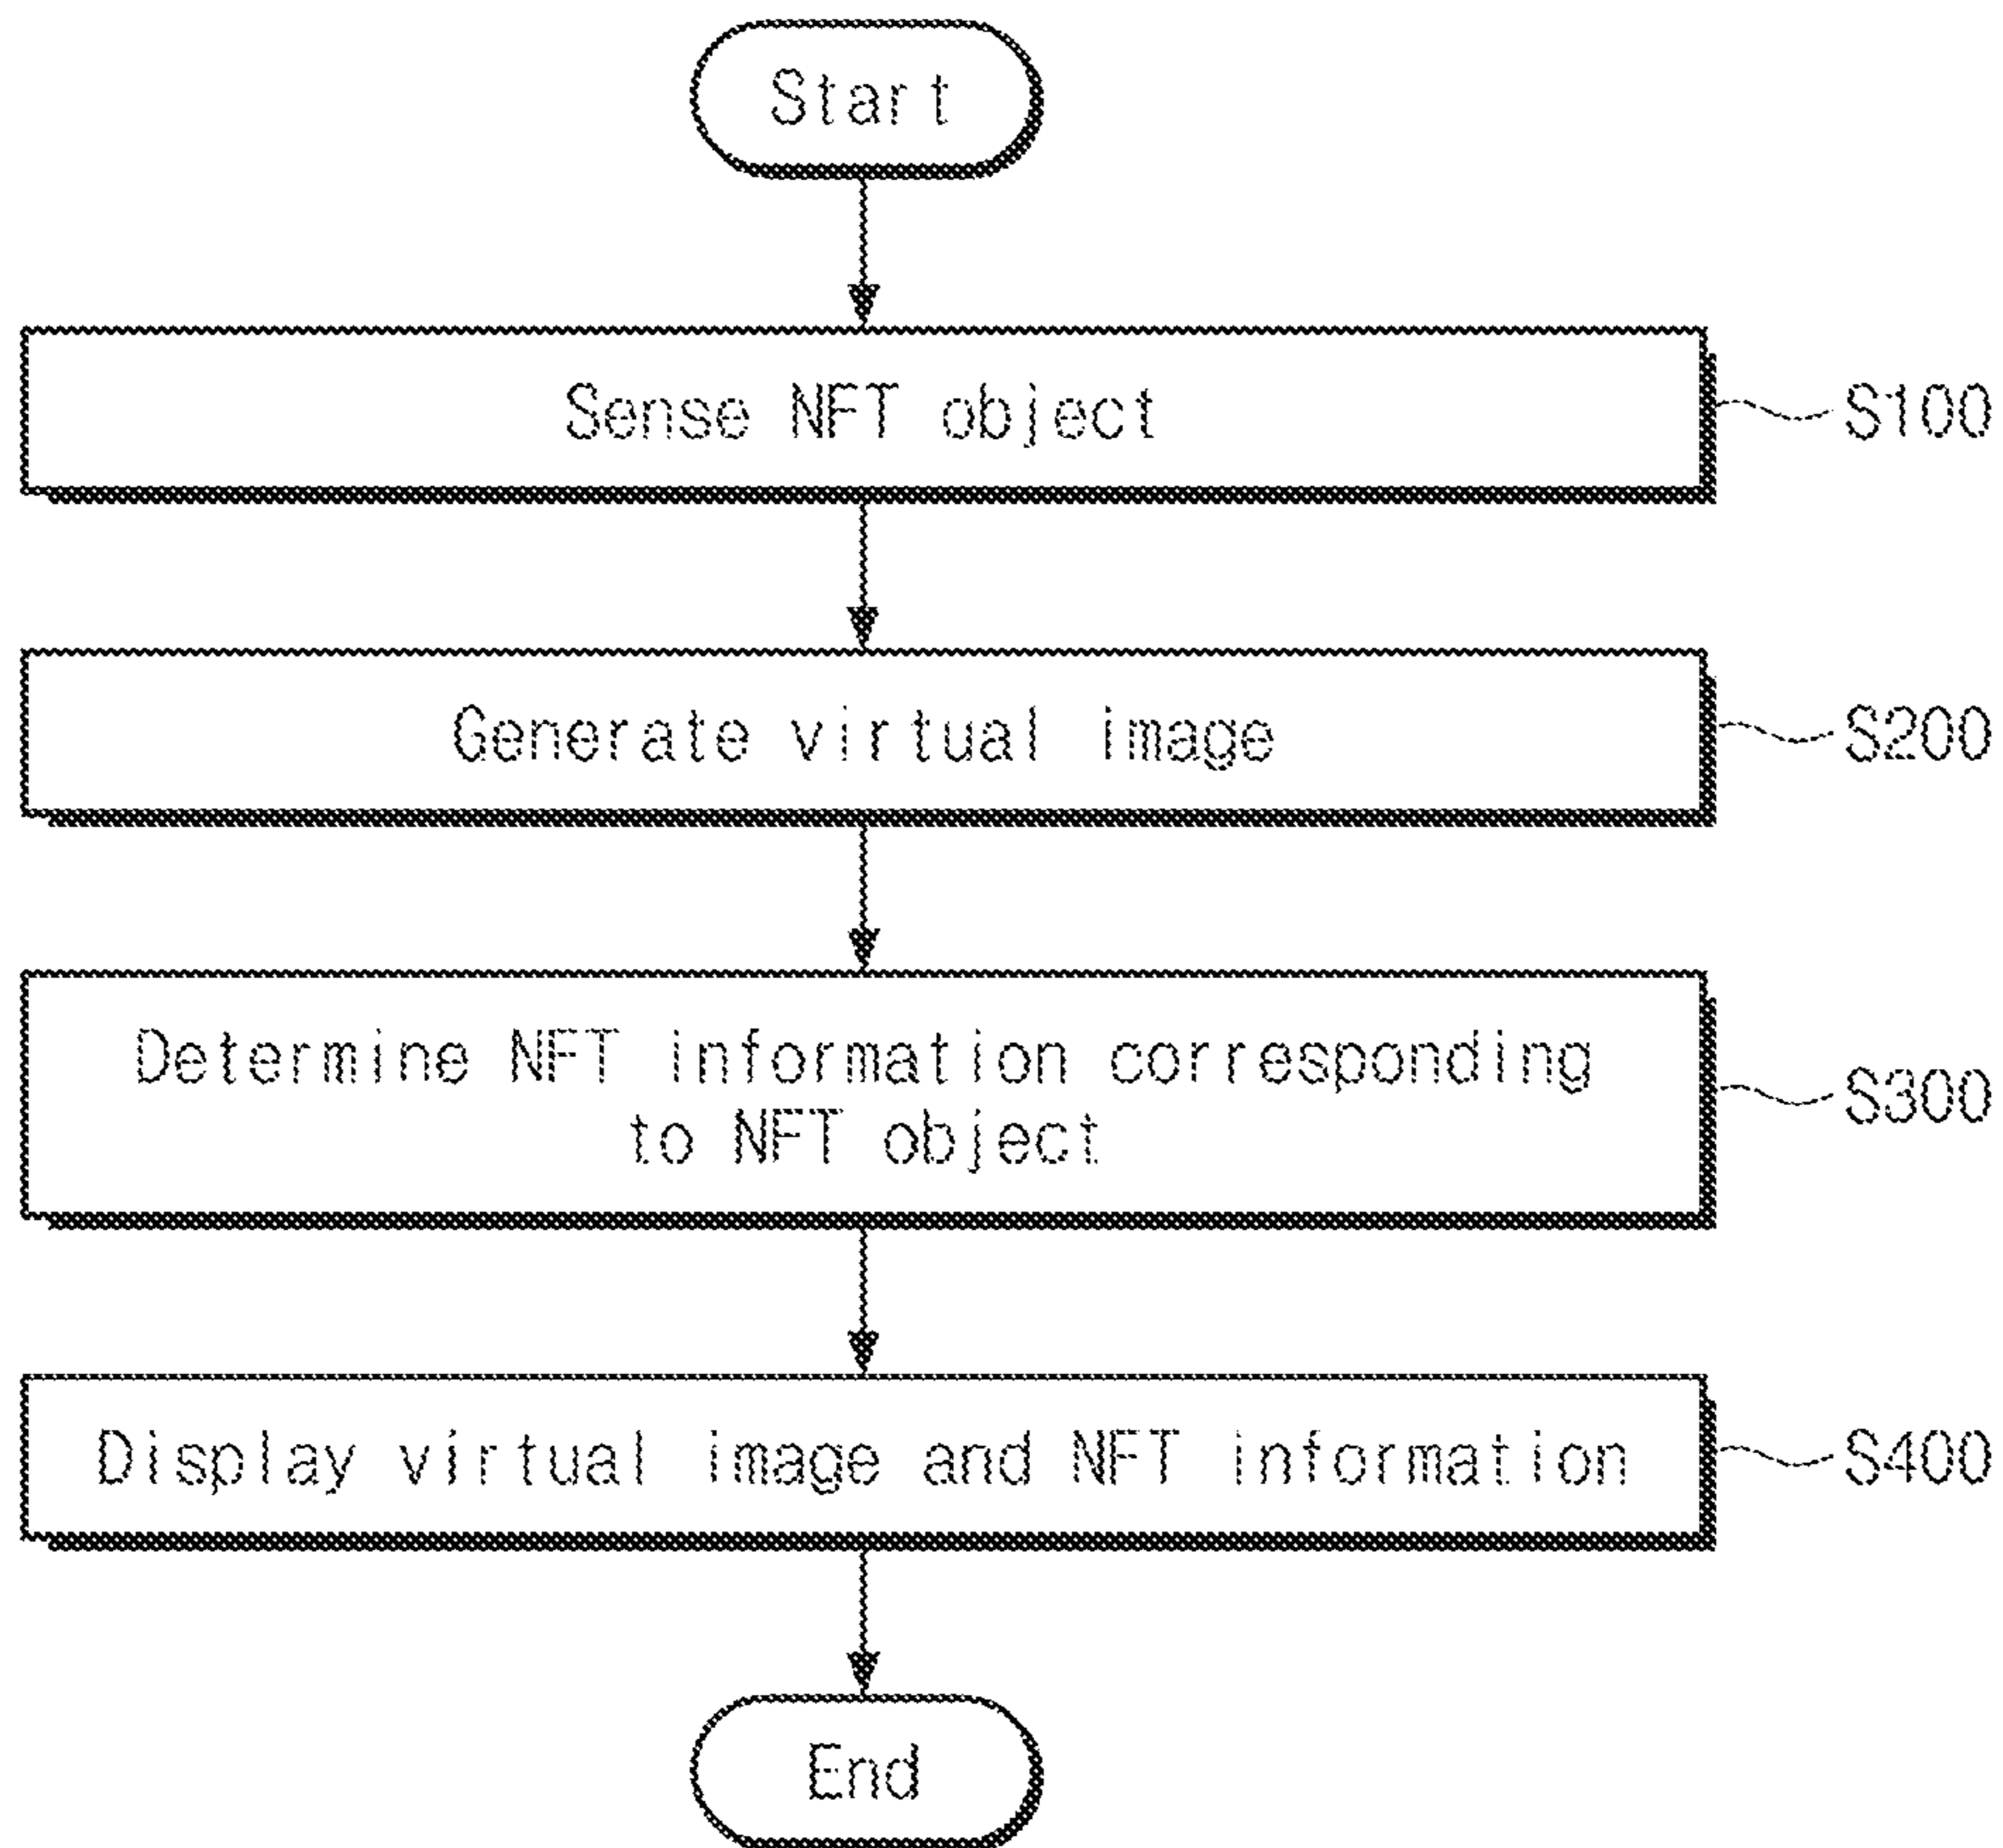 Start
Sense NFT object
S100
Generate virtual image
S200
Determine NFT information corresponding
to NFT object
S300
Display virtual image and NFT information
S400
End